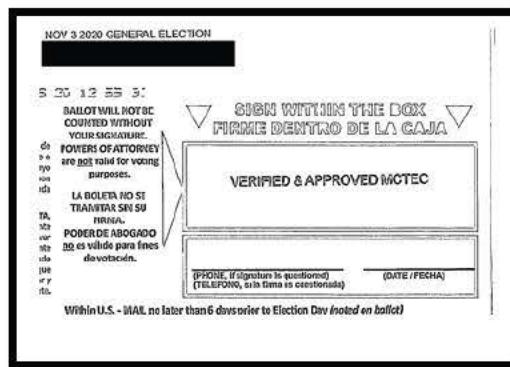 NOV 3 2020 GENERAL ELECTION
BALLOT WILL NOT BE
COUNTED WITHOUT
YOUR SIGNATURE.
POWERS OF ATTORNEY
are not valid for voting
purposes.
LA BOLETA NO SE
TRAMITAR SIN SU
FIRMA.
PODER DE ABOGADO
no es válido para fines
de votación.
SIGN WITHIN THE BOX
FIRME DENTRO DE LA CAJA
VERIFIED & APPROVED MCTEC
(PHONE, if signature is questioned)
(TELEFONO, si la firma is cuestionada)
(DATE / FECHA)
Within U.S. - MAIL no later than 6 days prior to Election Day (noted on ballot)